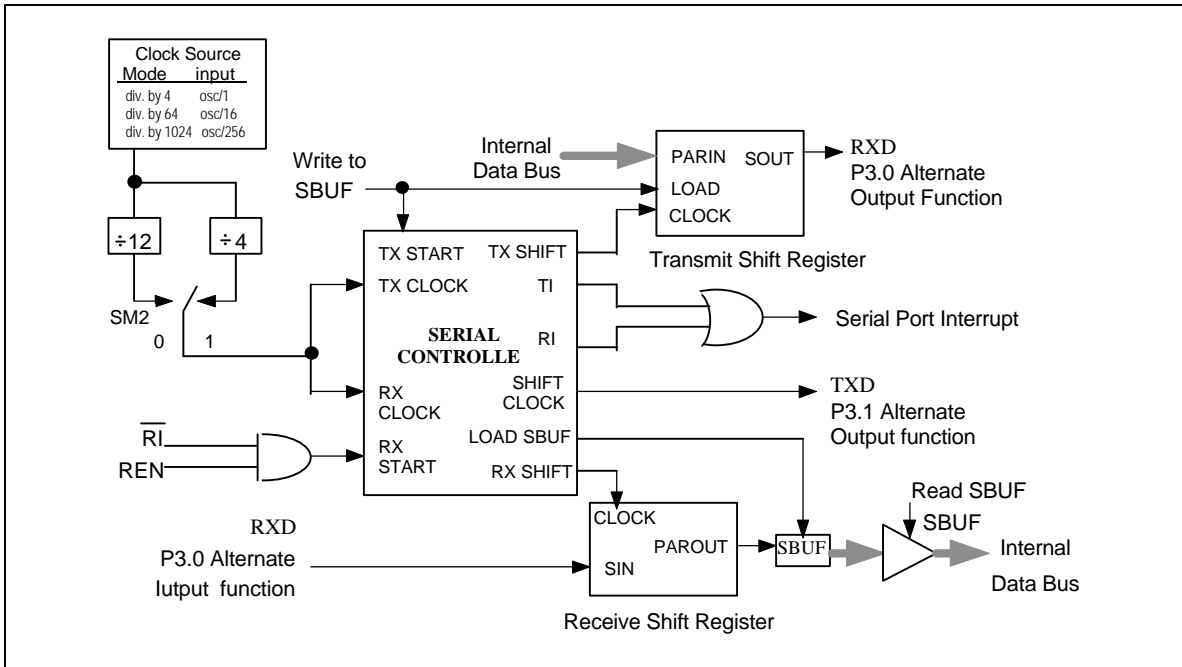 Clock Source
Mode input
div. by 4 osc/1
div. by 64 osc/16
div. by 1024 osc/256
÷12
÷4
SM2
0 1
Write to
SBUF
Internal
Data Bus
PARIN SOUT
LOAD
CLOCK
Transmit Shift Register
RXD
P3.0 Alternate
Output Function
TX START TX SHIFT
TX CLOCK TI
RI
SERIAL
CONTROLLE
SHIFT
CLOCK
RX
CLOCK
LOAD SBUF
RX
START
RX SHIFT
Serial Port Interrupt
TXD
P3.1 Alternate
Output function
RI
REN
RXD
P3.0 Alternate
Iutput function
CLOCK
PAROUT
SIN
Receive Shift Register
SBUF
Read SBUF
SBUF
Internal
Data Bus